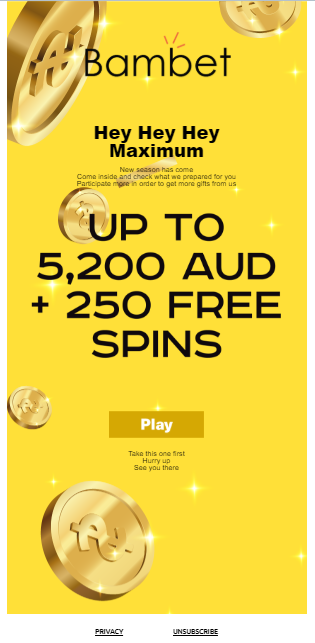 Bambet
Hey Hey Hey
Maximum
New season has come
Come inside and check what we prepared for you
Participate more in order to get more gifts from us
UP TO
5,200 AUD
+ 250 FREE
SPINS
Play
Take this one first
Hurry up
See you there
PRIVACY UNSUBSCRIBE